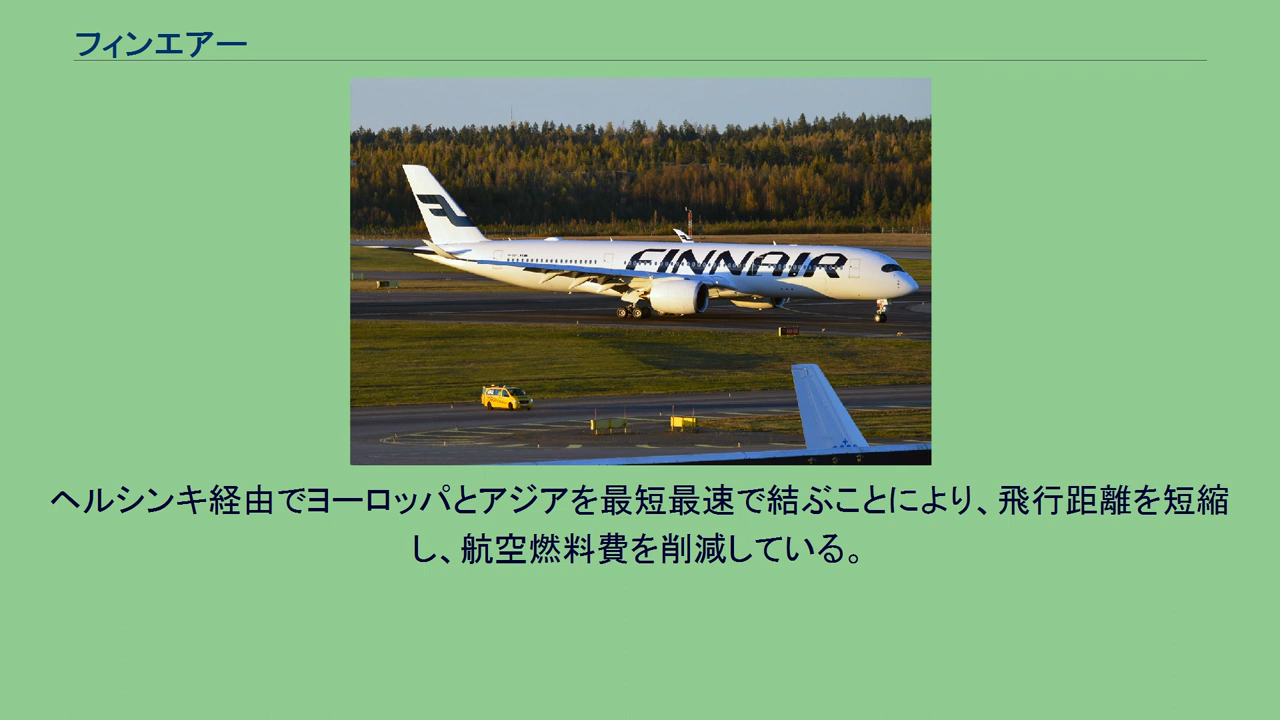 フィンエアー
FINNAIR
ヘルシンキ経由でヨーロッパとアジアを最短最速で結ぶことにより、飛行距離を短縮
し、航空燃料費を削減している。